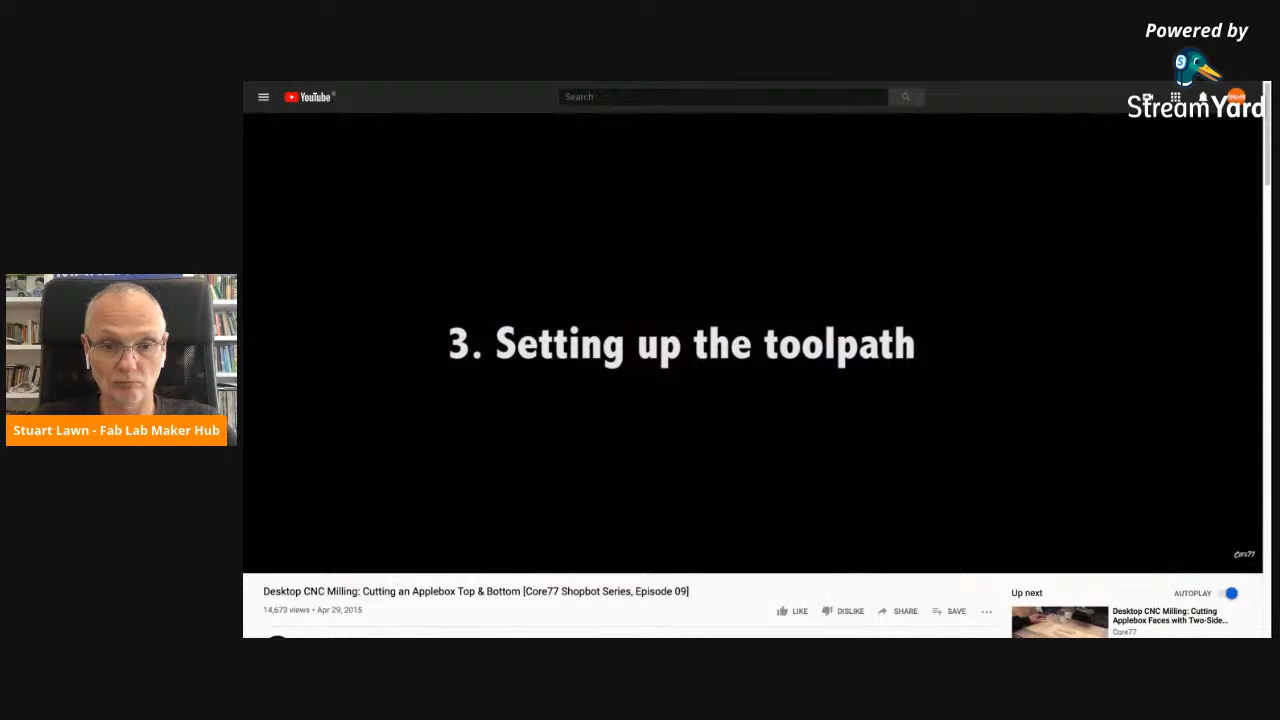 Powered by
StreamYard
YouTube
Search
3. Setting up the toolpath
Stuart Lawn - Fab Lab Maker Hub
Core77
Desktop CNC Milling: Cutting an Applebox Top & Bottom [Core77 Shopbot Series, Episode 09]
14,673 views • Apr 29, 2015
LIKE
DISLIKE
SHARE
SAVE
Up next
AUTOPLAY
Desktop CNC Milling: Cutting
Applebox Faces with Two-Side...
Core77